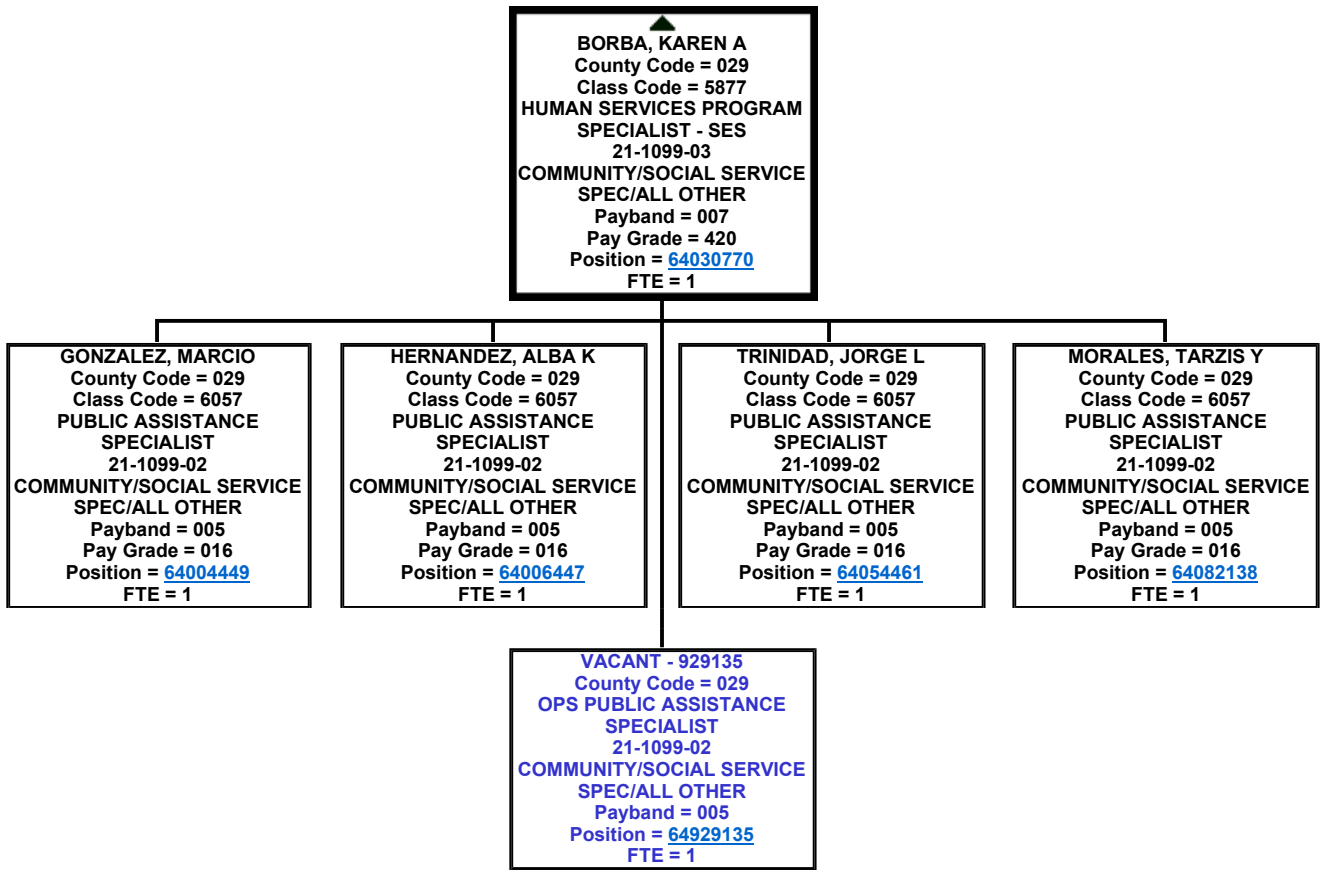 BORBA, KAREN A
County Code = 029
Class Code = 5877
HUMAN SERVICES PROGRAM
SPECIALIST - SES
21-1099-03
COMMUNITY/SOCIAL SERVICE
SPEC/ALL OTHER
Payband = 007
Pay Grade = 420
Position = 64030770
FTE = 1
GONZALEZ, MARCIO
County Code = 029
Class Code = 6057
PUBLIC ASSISTANCE
SPECIALIST
21-1099-02
COMMUNITY/SOCIAL SERVICE
SPEC/ALL OTHER
Payband = 005
Pay Grade = 016
Position = 64004449
FTE = 1
HERNANDEZ, ALBA K
County Code = 029
Class Code = 6057
PUBLIC ASSISTANCE
SPECIALIST
21-1099-02
COMMUNITY/SOCIAL SERVICE
SPEC/ALL OTHER
Payband = 005
Pay Grade = 016
Position = 64006447
FTE = 1
TRINIDAD, JORGE L
County Code = 029
Class Code = 6057
PUBLIC ASSISTANCE
SPECIALIST
21-1099-02
COMMUNITY/SOCIAL SERVICE
SPEC/ALL OTHER
Payband = 005
Pay Grade = 016
Position = 64054461
FTE = 1
MORALES, TARZIS Y
County Code = 029
Class Code = 6057
PUBLIC ASSISTANCE
SPECIALIST
21-1099-02
COMMUNITY/SOCIAL SERVICE
SPEC/ALL OTHER
Payband = 005
Pay Grade = 016
Position = 64082138
FTE = 1
VACANT - 929135
County Code = 029
OPS PUBLIC ASSISTANCE
SPECIALIST
21-1099-02
COMMUNITY/SOCIAL SERVICE
SPEC/ALL OTHER
Payband = 005
Position = 64929135
FTE = 1